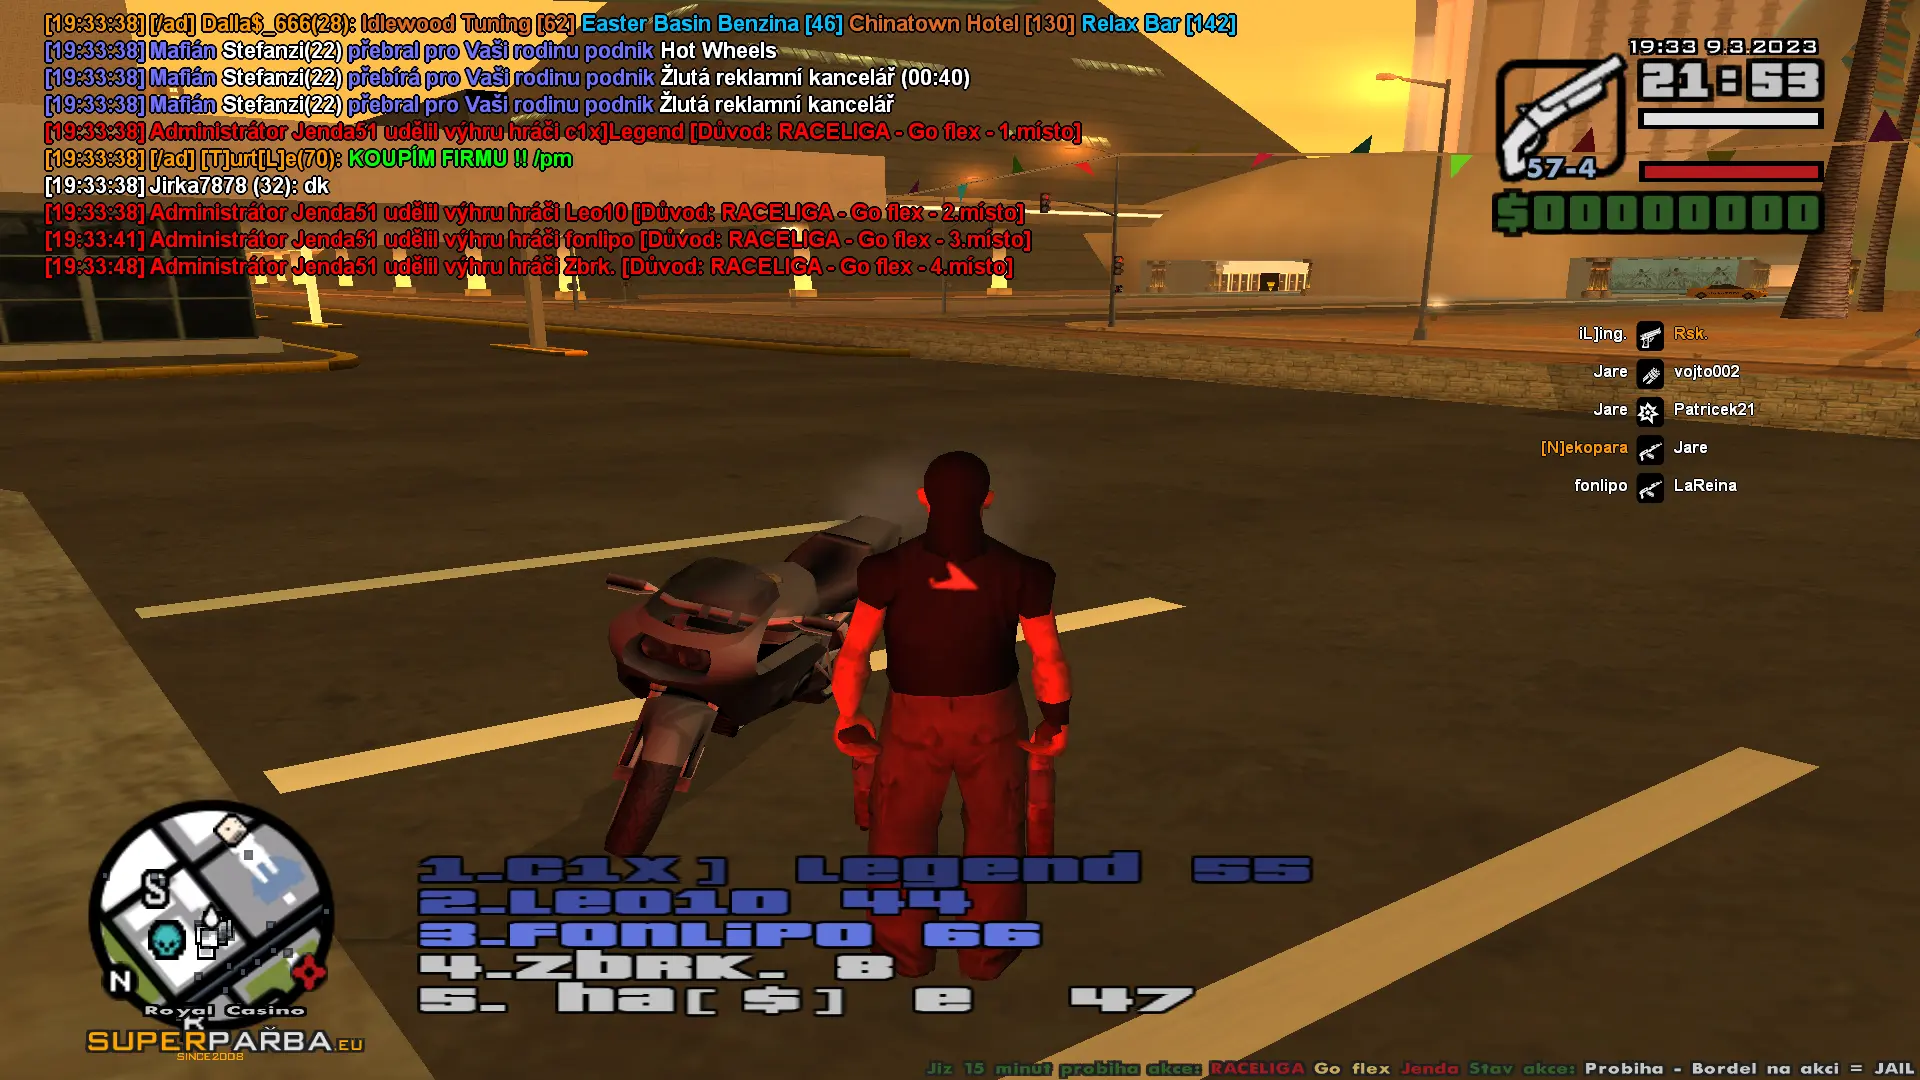 [19:33:38] [/ad] Dalla$_666(28): Idlewood Tuning [62] Easter Basin Benzina [46] Chinatown Hotel [130] Relax Bar [142]
[19:33:38] Mafián Stefanzi(22) přebral pro Vaši rodinu podnik Hot Wheels
[19:33:38] Mafián Stefanzi(22) přebírá pro Vaši rodinu podnik Žlutá reklamní kancelář (00:40)
[19:33:38] Mafián Stefanzi(22) přebral pro Vaši rodinu podnik Žlutá reklamní kancelář
[19:33:38] Administrátor Jenda51 udělil výhru hráči c1x]Legend [Důvod: RACELIGA - Go flex - 1.místo]
[19:33:38] [/ad] [T]urt[L]e(70): KOUPÍM FIRMU !! /pm
[19:33:38] Jirka7878 (32): dk
[19:33:38] Administrátor Jenda51 udělil výhru hráči Leo10 [Důvod: RACELIGA - Go flex - 2.místo]
[19:33:41] Administrátor Jenda51 udělil výhru hráči fonlipo [Důvod: RACELIGA - Go flex - 3.místo]
[19:33:48] Administrátor Jenda51 udělil výhru hráči Zbrk. [Důvod: RACELIGA - Go flex - 4.místo]
19:33 9.3.2023
21:53
57-4
$00000000
iL]ing. Rsk.
Jare vojto002
Jare Patricek21
[N]ekopara Jare
fonlipo LaReina
1.c1x] Legend 55
2.Leo10 44
3.fonlipo 66
4.Zbrk. 8
5. ha[$]e 47
S
N
Royal Casino
R
SUPERPAŘBA.EU
SINCE2008
Jiz 15 minut probiha akce: RACELIGA Go flex Jenda Stav akce: Probiha - Bordel na akci = JAIL